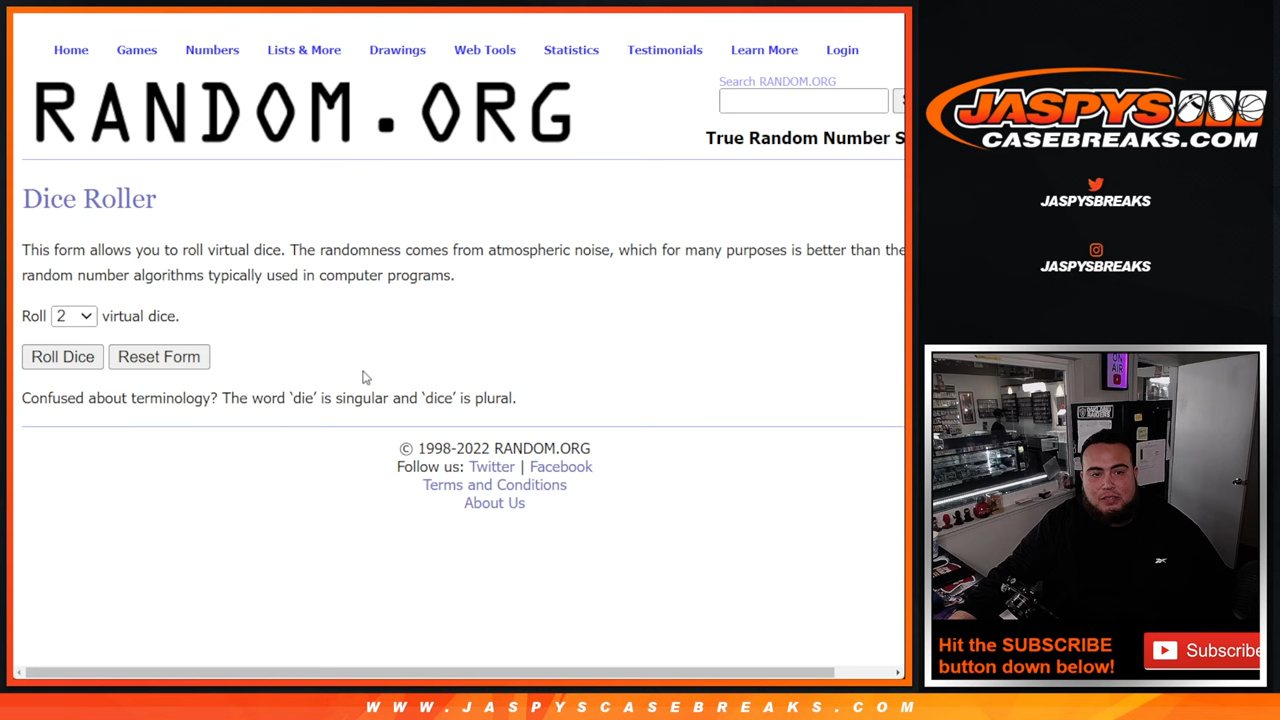 Home Games Numbers Lists & More Drawings Web Tools Statistics Testimonials Learn More Login
RANDOM.ORG
Search RANDOM.ORG
True Random Number S
Dice Roller
This form allows you to roll virtual dice. The randomness comes from atmospheric noise, which for many purposes is better than the
random number algorithms typically used in computer programs.
Roll 2 virtual dice.
Roll Dice Reset Form
Confused about terminology? The word ‘die’ is singular and ‘dice’ is plural.
© 1998-2022 RANDOM.ORG
Follow us: Twitter | Facebook
Terms and Conditions
About Us
JASPYS
CASEBREAKS.COM
JASPYSBREAKS
JASPYSBREAKS
ON
AIR
Hit the SUBSCRIBE
button down below!
Subscribe
WWW.JASPYSCASEBREAKS.COM